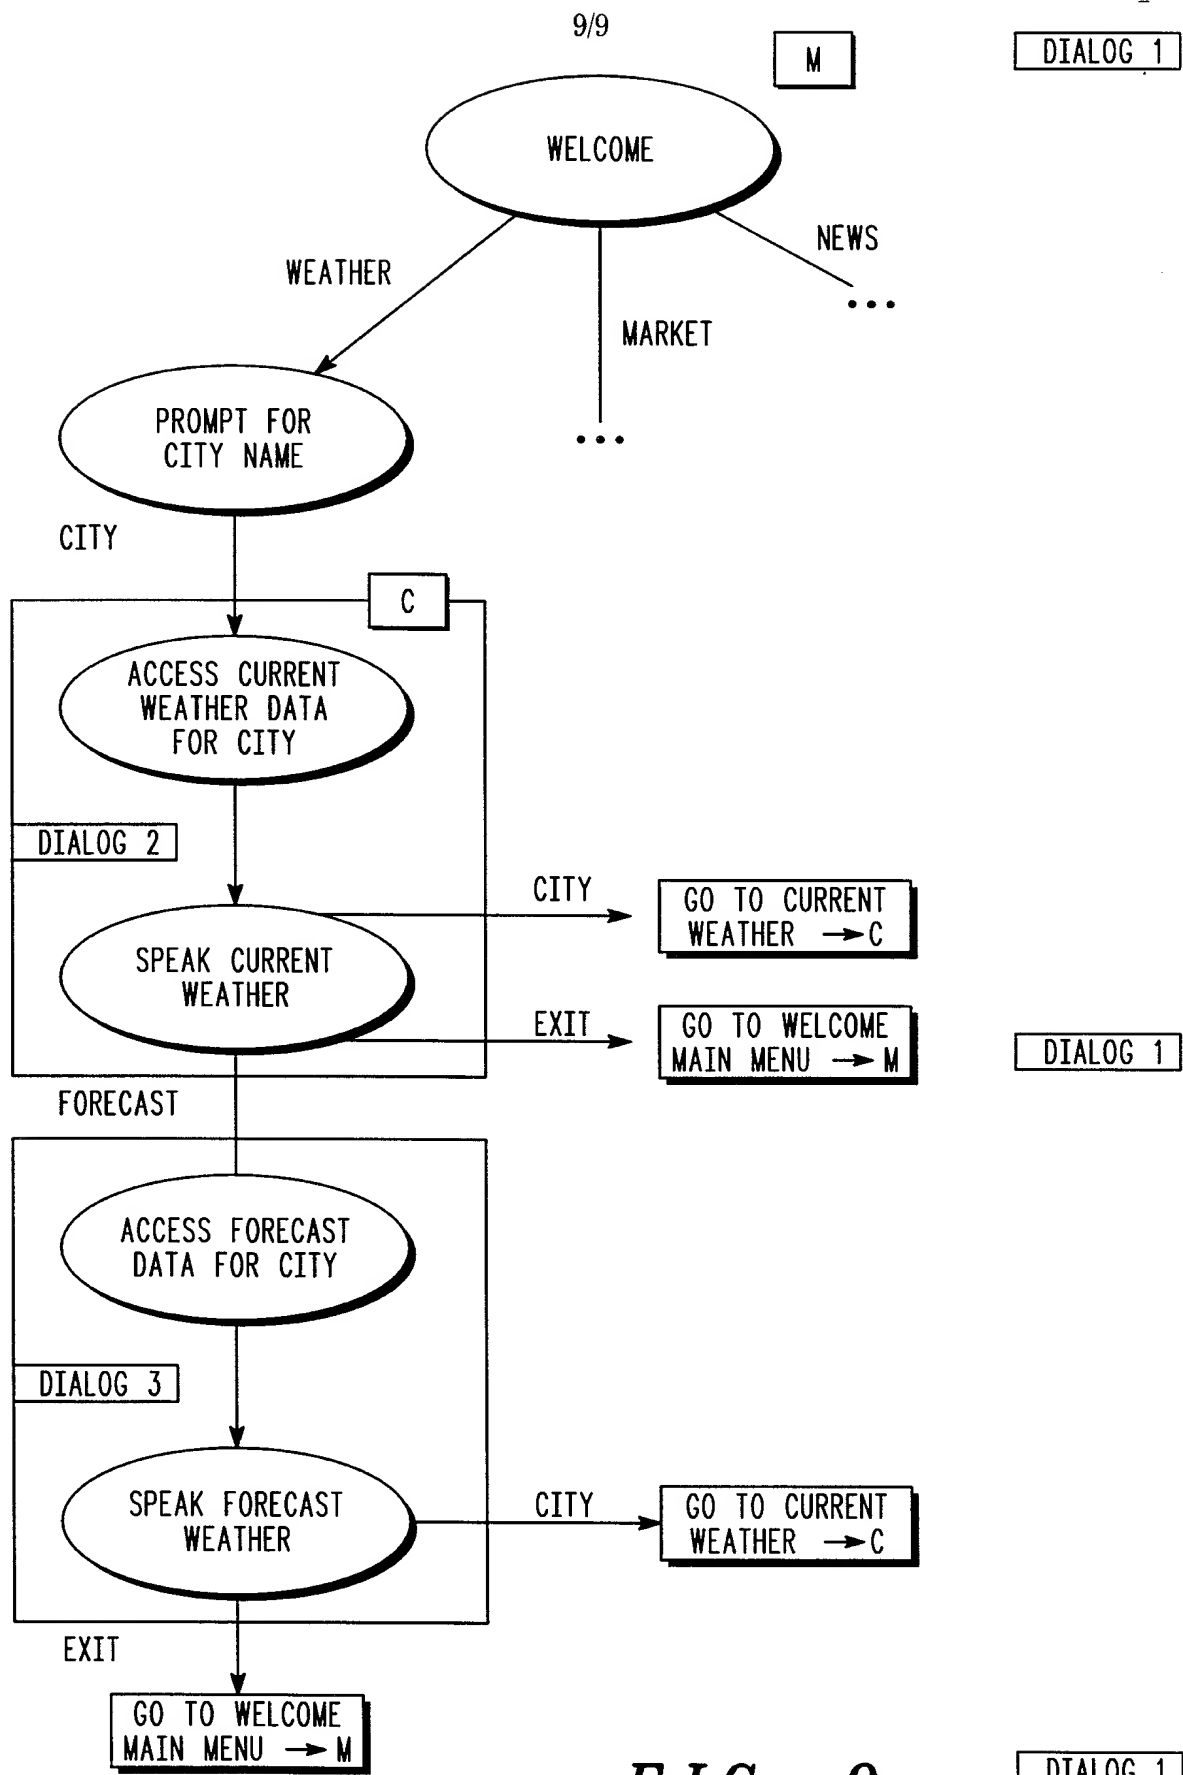 9/9
M
DIALOG 1
WELCOME
NEWS
WEATHER
MARKET
...
...
PROMPT FOR
CITY NAME
CITY
C
ACCESS CURRENT
WEATHER DATA
FOR CITY
DIALOG 2
CITY
GO TO CURRENT
WEATHER → C
SPEAK CURRENT
WEATHER
EXIT
GO TO WELCOME
MAIN MENU → M
DIALOG 1
FORECAST
ACCESS FORECAST
DATA FOR CITY
DIALOG 3
SPEAK FORECAST
WEATHER
CITY
GO TO CURRENT
WEATHER → C
EXIT
GO TO WELCOME
MAIN MENU → M
DIALOG 1